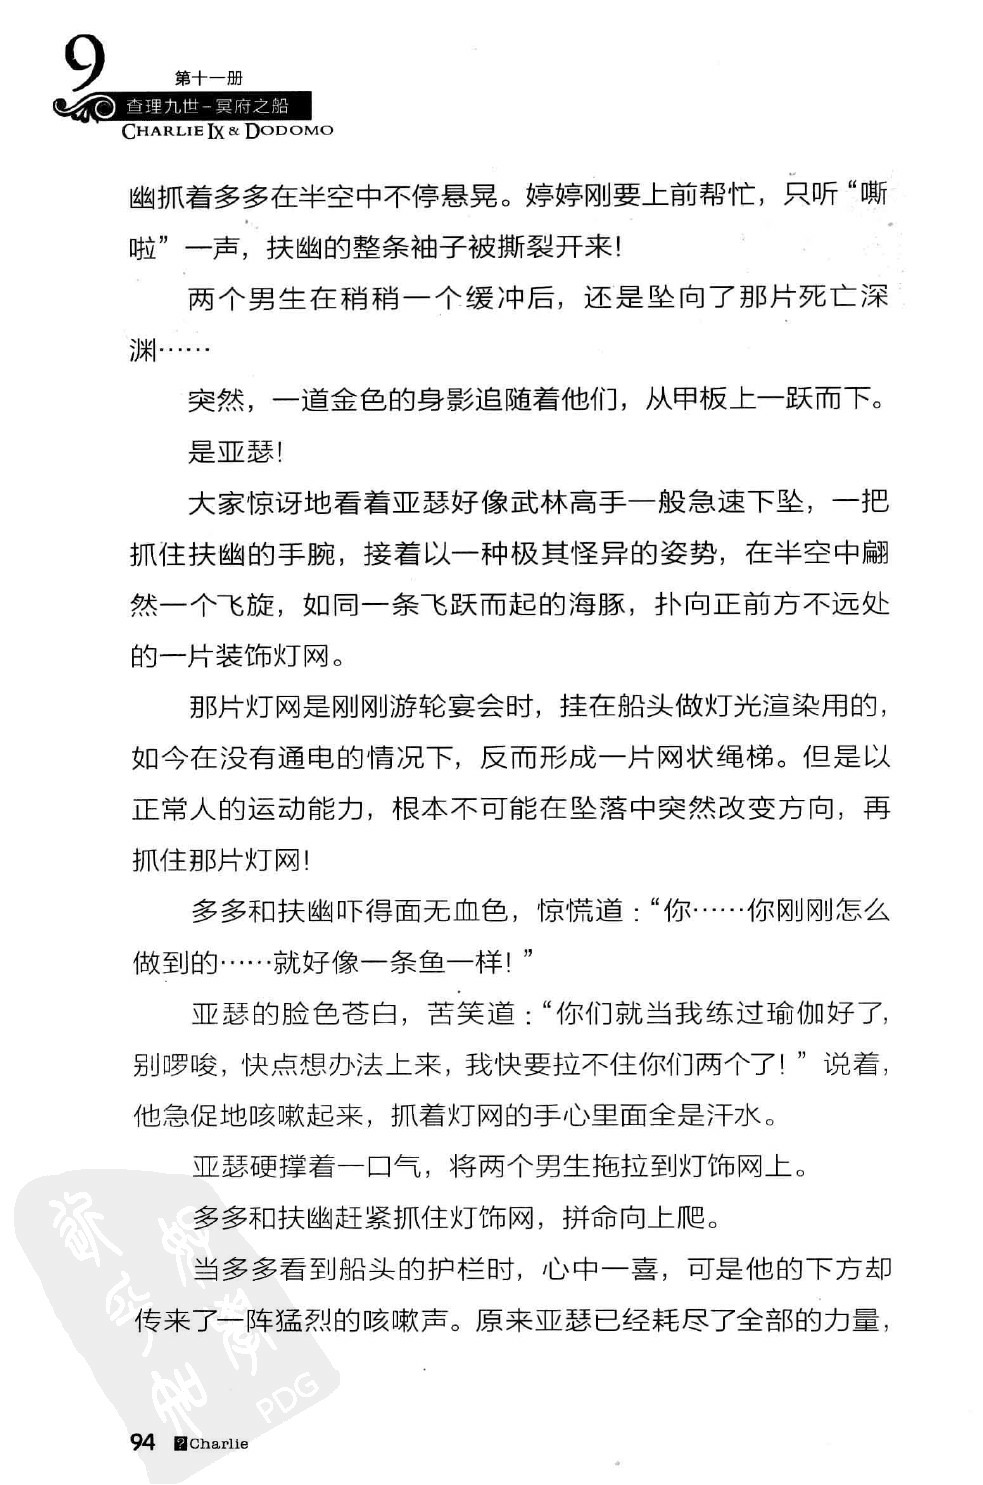 9
第十一册
查理九世-冥府之船
CHARLIE IX & DODOMO
幽抓着多多在半空中不停悬晃。婷婷刚要上前帮忙，只听“嘶
啦”一声，扶幽的整条袖子被撕裂开来！
两个男生在稍稍一个缓冲后，还是坠向了那片死亡深
渊……
突然，一道金色的身影追随着他们，从甲板上一跃而下。
是亚瑟！
大家惊讶地看着亚瑟好像武林高手一般急速下坠，一把
抓住扶幽的手腕，接着以一种极其怪异的姿势，在半空中翩
然一个飞旋，如同一条飞跃而起的海豚，扑向正前方不远处
的一片装饰灯网。
那片灯网是刚刚游轮宴会时，挂在船头做灯光渲染用的，
如今在没有通电的情况下，反而形成一片网状绳梯。但是以
正常人的运动能力，根本不可能在坠落中突然改变方向，再
抓住那片灯网！
多多和扶幽吓得面无血色，惊慌道：“你……你刚刚怎么
做到的……就好像一条鱼一样！”
亚瑟的脸色苍白，苦笑道：“你们就当我练过瑜伽好了，
别啰唆，快点想办法上来，我快要拉不住你们两个了！”说着，
他急促地咳嗽起来，抓着灯网的手心里面全是汗水。
亚瑟硬撑着一口气，将两个男生拖拉到灯饰网上。
多多和扶幽赶紧抓住灯饰网，拼命向上爬。
当多多看到船头的护栏时，心中一喜，可是他的下方却
传来了一阵猛烈的咳嗽声。原来亚瑟已经耗尽了全部的力量，
PDG
94 ?Charlie